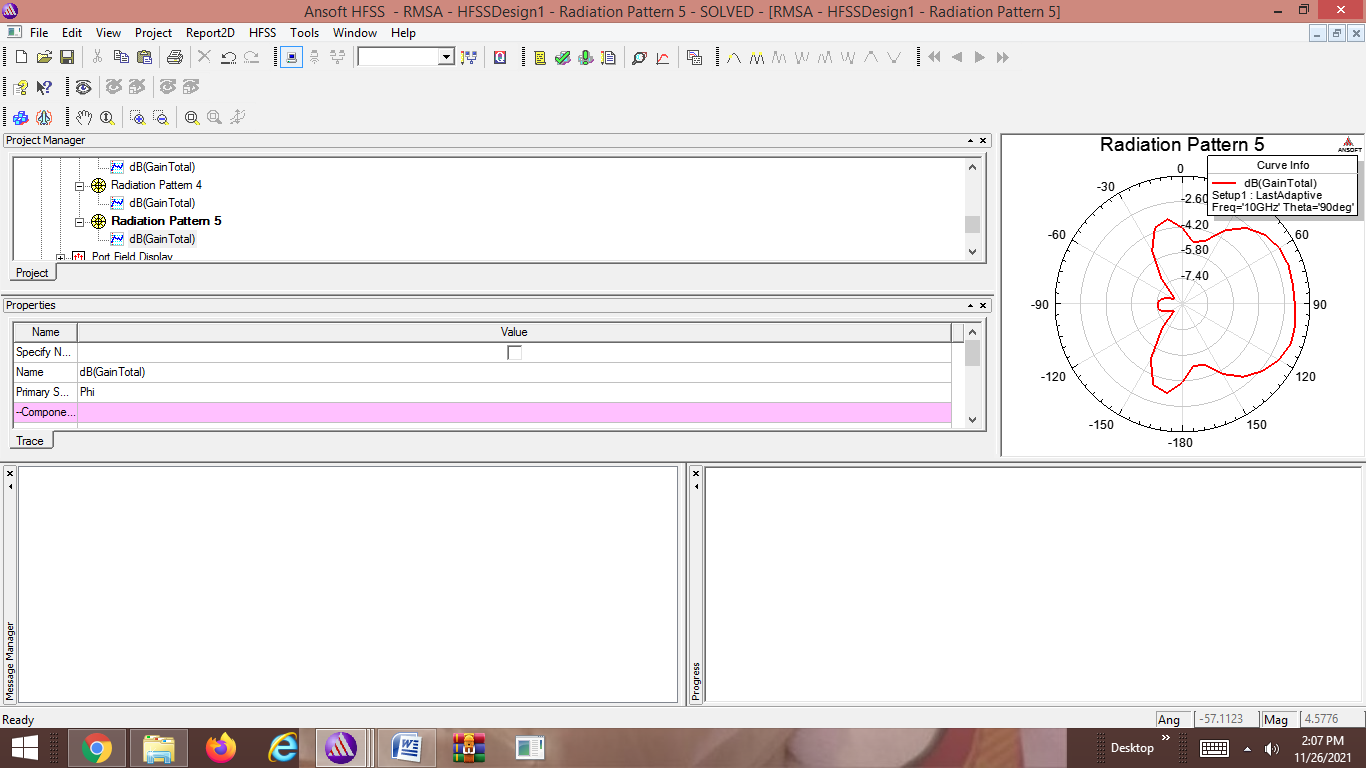 Ansoft HFSS - RMSA - HFSSDesign1 - Radiation Pattern 5 - SOLVED - [RMSA - HFSSDesign1 - Radiation Pattern 5]
File Edit View Project Report2D HFSS Tools Window Help
Project Manager
dB(GainTotal)
Radiation Pattern 4
dB(GainTotal)
Radiation Pattern 5
dB(GainTotal)
Port Field Display
Project
Properties
Name Value
Specify N...
Name dB(GainTotal)
Primary S... Phi
--Compone...
Trace
Radiation Pattern 5
ANSOFT
Curve Info
dB(GainTotal)
Setup1 : LastAdaptive
Freq='10GHz' Theta='90deg'
0
-30
-2.60
-4.20
-60
60
-5.80
-7.40
-90
90
-120
120
-150
150
-180
Message Manager
Progress
Ready
Ang -57.1123 Mag 4.5776
Desktop
2:07 PM
11/26/2021